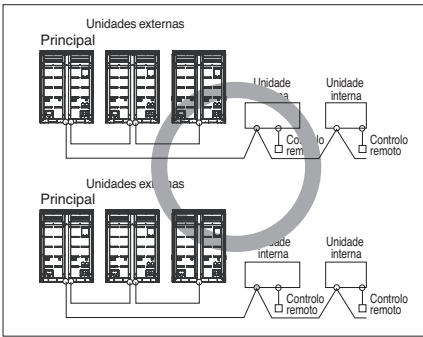 Unidades externas
Principal
Unidade
interna
Unidade
interna
Controlo
remoto
Controlo
remoto
Unidades externas
Principal
Unidade
interna
Unidade
interna
Controlo
remoto
Controlo
remoto